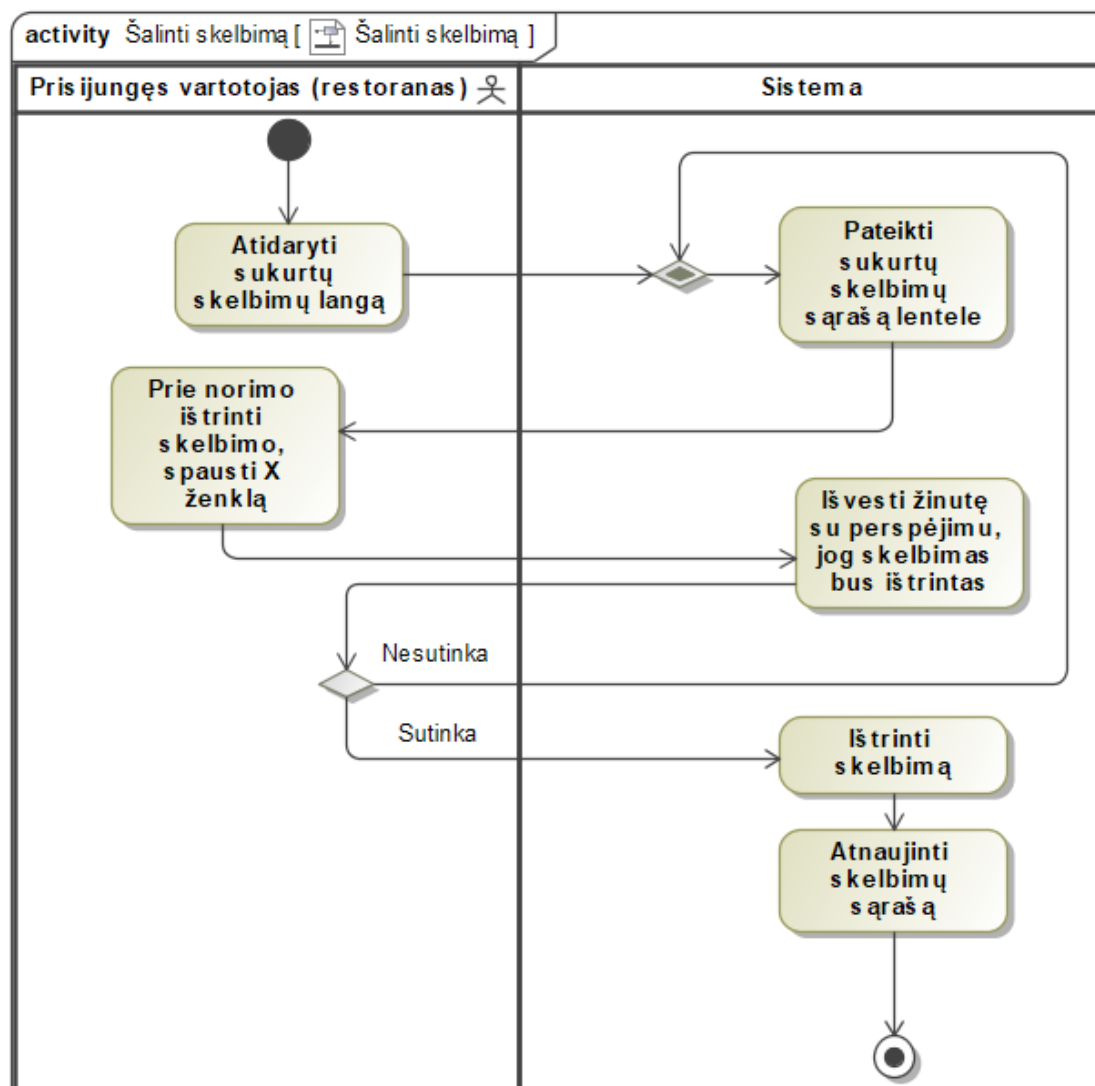 activity Šalinti skelbimą [ Šalinti skelbimą ]
Prisijungęs vartotojas (restoranas)
Sistema
Atidaryti
sukurtų
skelbimų langą
Pateikti
sukurtų
skelbimų
sąrašą lentele
Prie norimo
ištrinti
skelbimo,
spausti X
ženklą
Išvesti žinutę
su perspėjimu,
jog skelbimas
bus ištrintas
Nesutinka
Sutinka
Ištrinti
skelbimą
Atnaujinti
skelbimų
sąrašą